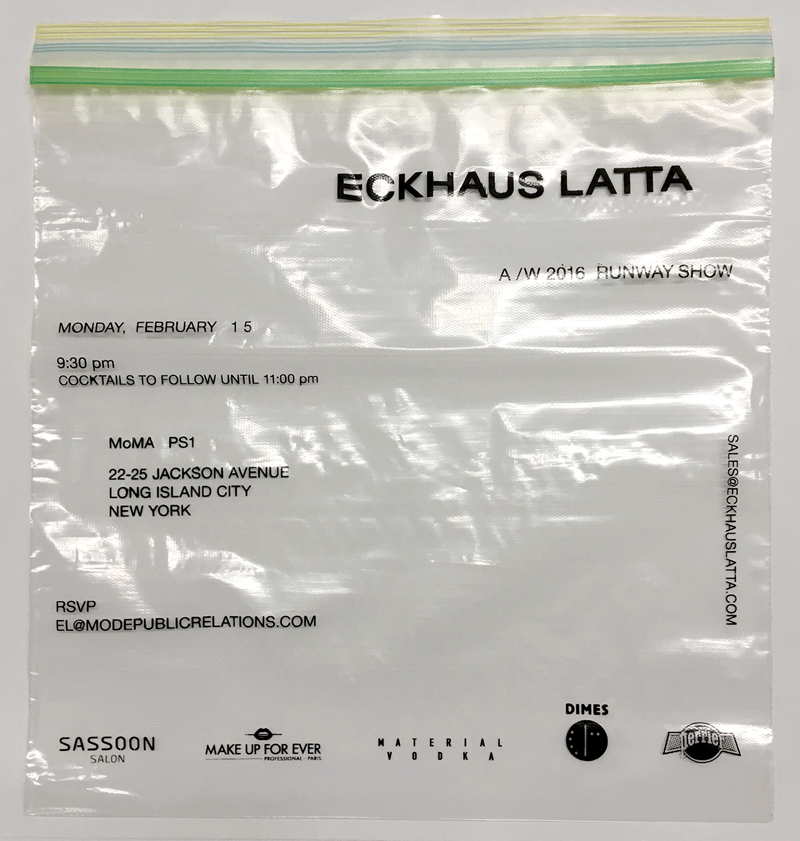 ECKHAUS LATTA
A/W 2016 RUNWAY SHOW
MONDAY, FEBRUARY 15
9:30 pm
COCKTAILS TO FOLLOW UNTIL 11:00 pm
MoMA PS1
22-25 JACKSON AVENUE
LONG ISLAND CITY
NEW YORK
SALES@ECKHAUSLATTA.COM
RSVP
EL@MODEPUBLICRELATIONS.COM
SASSOON
SALON
MAKE UP FOR EVER
PROFESSIONAL - PARIS
MATERIAL
VODKA
DIMES
Perrier